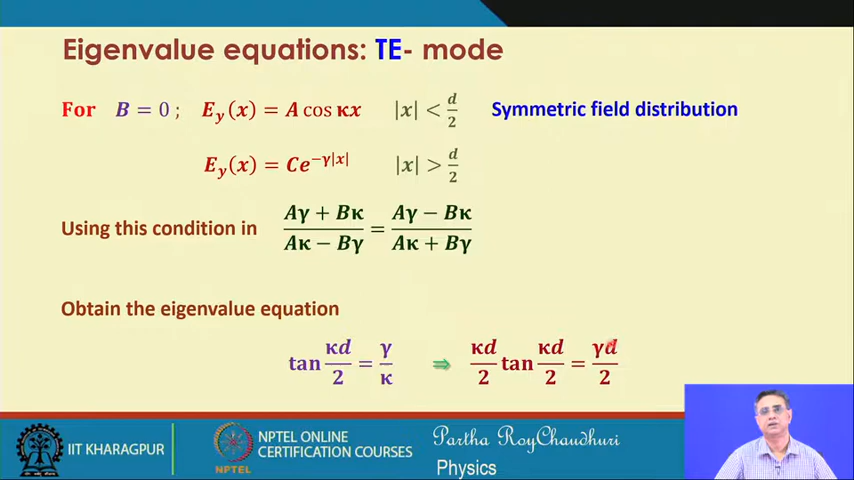 Eigenvalue equations: TE- mode
For B = 0 ; E_y(x) = A cos κx |x| < d/2 Symmetric field distribution
E_y(x) = Ce^{−γ|x|} |x| > d/2
Using this condition in (Aγ + Bκ)/(Aκ − Bγ) = (Aγ − Bκ)/(Aκ + Bγ)
Obtain the eigenvalue equation
tan κd/2 = γ/κ ⇒ κd/2 tan κd/2 = γd/2
IIT KHARAGPUR
NPTEL
NPTEL ONLINE
CERTIFICATION COURSES
Partha RoyChaudhuri
Physics